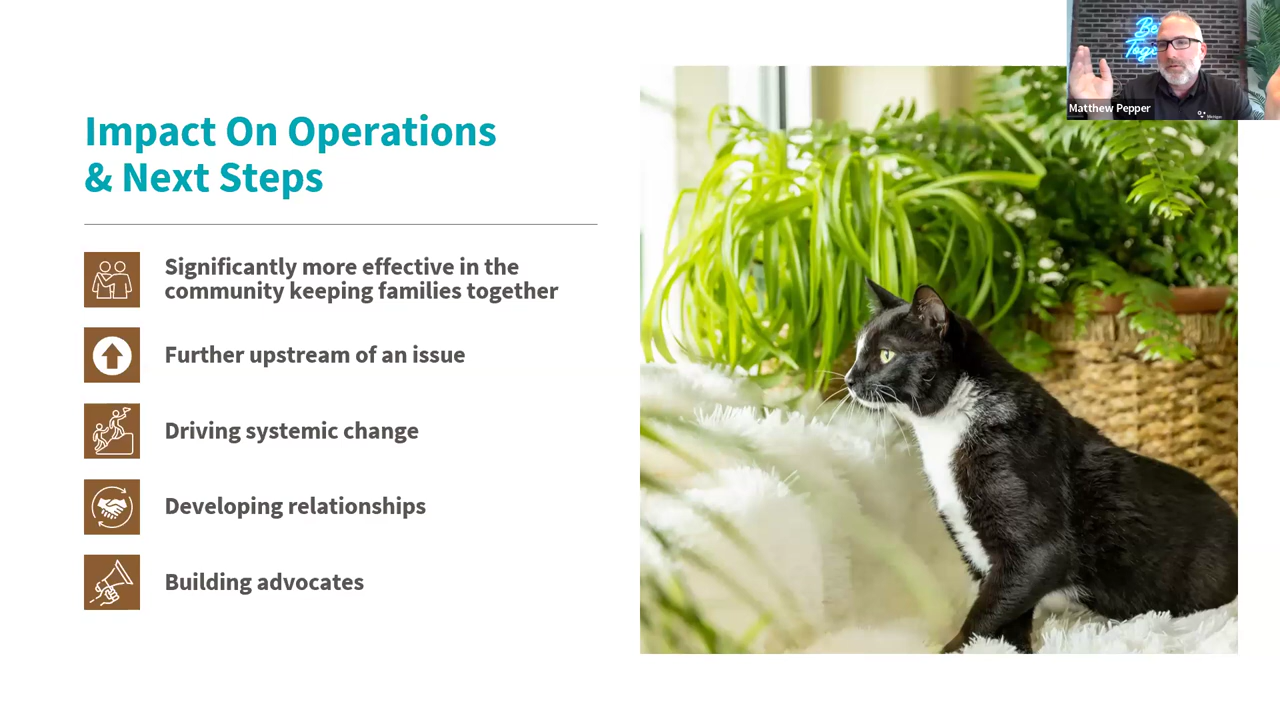 Impact On Operations
& Next Steps
Significantly more effective in the
community keeping families together
Further upstream of an issue
Driving systemic change
Developing relationships
Building advocates
Matthew Pepper